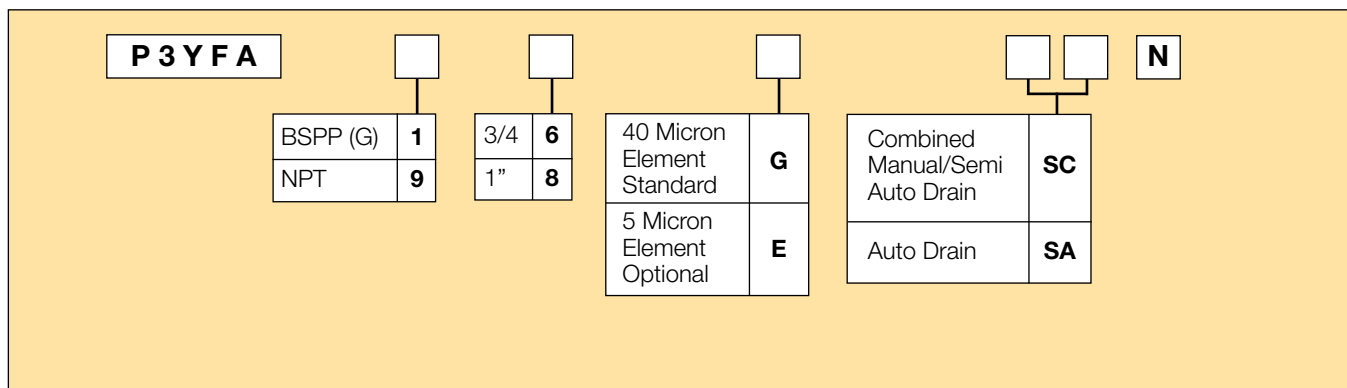 P 3 Y F A N
BSPP (G) 1
NPT 9
3/4 6
1” 8
40 Micron
Element
Standard
G
5 Micron
Element
Optional
E
Combined
Manual/Semi
Auto Drain
SC
Auto Drain SA